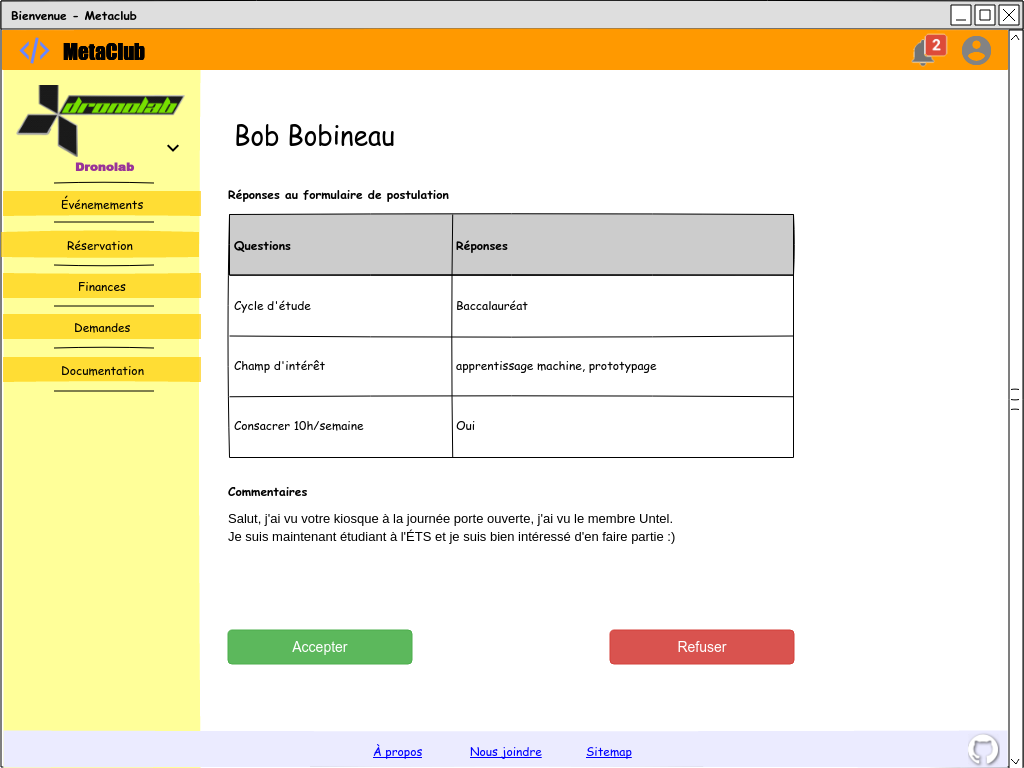 Bienvenue - Metaclub
</> MetaClub
2
dronolab
Dronolab
Événemements
Réservation
Finances
Demandes
Documentation
Bob Bobineau
Réponses au formulaire de postulation
Questions Réponses
Cycle d'étude Baccalauréat
Champ d'intérêt apprentissage machine, prototypage
Consacrer 10h/semaine Oui
Commentaires
Salut, j'ai vu votre kiosque à la journée porte ouverte, j'ai vu le membre Untel.
Je suis maintenant étudiant à l'ÉTS et je suis bien intéressé d'en faire partie :)
Accepter Refuser
À propos Nous joindre Sitemap